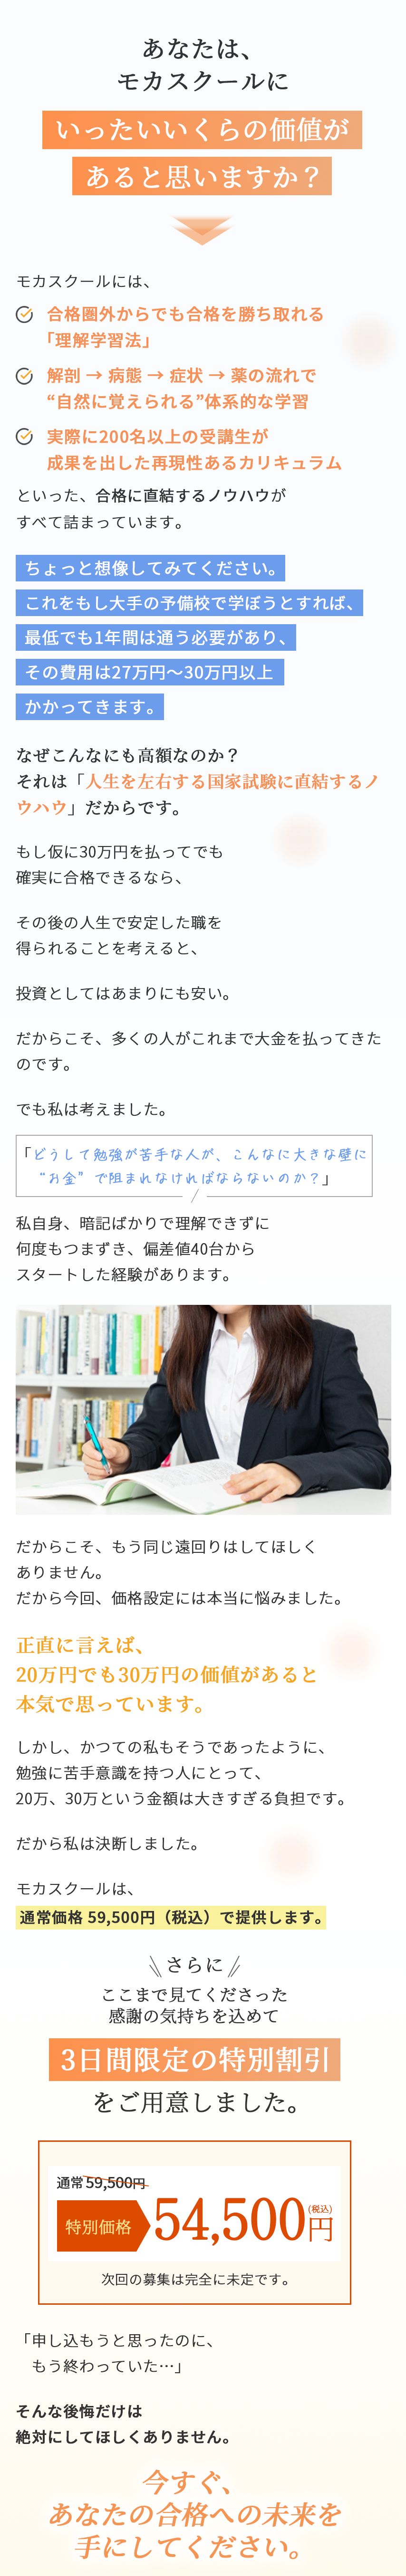 あなたは、
モカスクールに
いったいいくらの価値が
あると思いますか？
モカスクールには、
合格圏外からでも合格を勝ち取れる
「理解学習法」
解剖 → 病態 → 症状 → 薬の流れで
“自然に覚えられる”体系的な学習
実際に200名以上の受講生が
成果を出した再現性あるカリキュラム
といった、合格に直結するノウハウが
すべて詰まっています。
ちょっと想像してみてください。
これをもし大手の予備校で学ぼうとすれば、
最低でも1年間は通う必要があり、
その費用は27万円〜30万円以上
かかってきます。
なぜこんなにも高額なのか？
それは「人生を左右する国家試験に直結するノ
ウハウ」だからです。
もし仮に30万円を払ってでも
確実に合格できるなら、
その後の人生で安定した職を
得られることを考えると、
投資としてはあまりにも安い。
だからこそ、多くの人がこれまで大金を払ってきた
のです。
でも私は考えました。
「どうして勉強が苦手な人が、こんなに大きな壁に
“お金”で阻まれなければならないのか？」
私自身、暗記ばかりで理解できずに
何度もつまずき、偏差値40台から
スタートした経験があります。
だからこそ、もう同じ遠回りはしてほしく
ありません。
だから今回、価格設定には本当に悩みました。
正直に言えば、
20万円でも30万円の価値があると
本気で思っています。
しかし、かつての私もそうであったように、
勉強に苦手意識を持つ人にとって、
20万、30万という金額は大きすぎる負担です。
だから私は決断しました。
モカスクールは、
通常価格 59,500円（税込）で提供します。
さらに
ここまで見てくださった
感謝の気持ちを込めて
3日間限定の特別割引
をご用意しました。
通常59,500円
特別価格
54,500円
(税込)
次回の募集は完全に未定です。
「申し込もうと思ったのに、
もう終わっていた…」
そんな後悔だけは
絶対にしてほしくありません。
今すぐ、
あなたの合格への未来を
手にしてください。